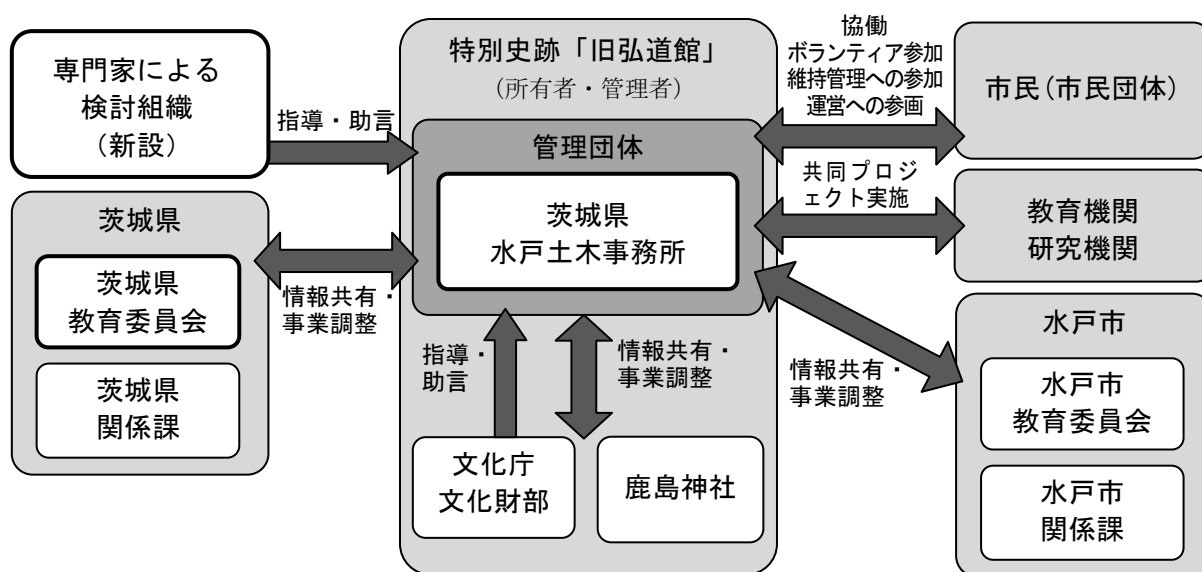 専門家による
検討組織
(新設)
指導・助言
茨城県
茨城県
教育委員会
茨城県
関係課
情報共有・
事業調整
特別史跡「旧弘道館」
(所有者・管理者)
管理団体
茨城県
水戸土木事務所
指導・
助言
情報共有・
事業調整
文化庁
文化財部
鹿島神社
協働
ボランティア参加
維持管理への参加
運営への参画
共同プロジ
ェクト実施
情報共有・
事業調整
市民(市民団体)
教育機関
研究機関
水戸市
水戸市
教育委員会
水戸市
関係課